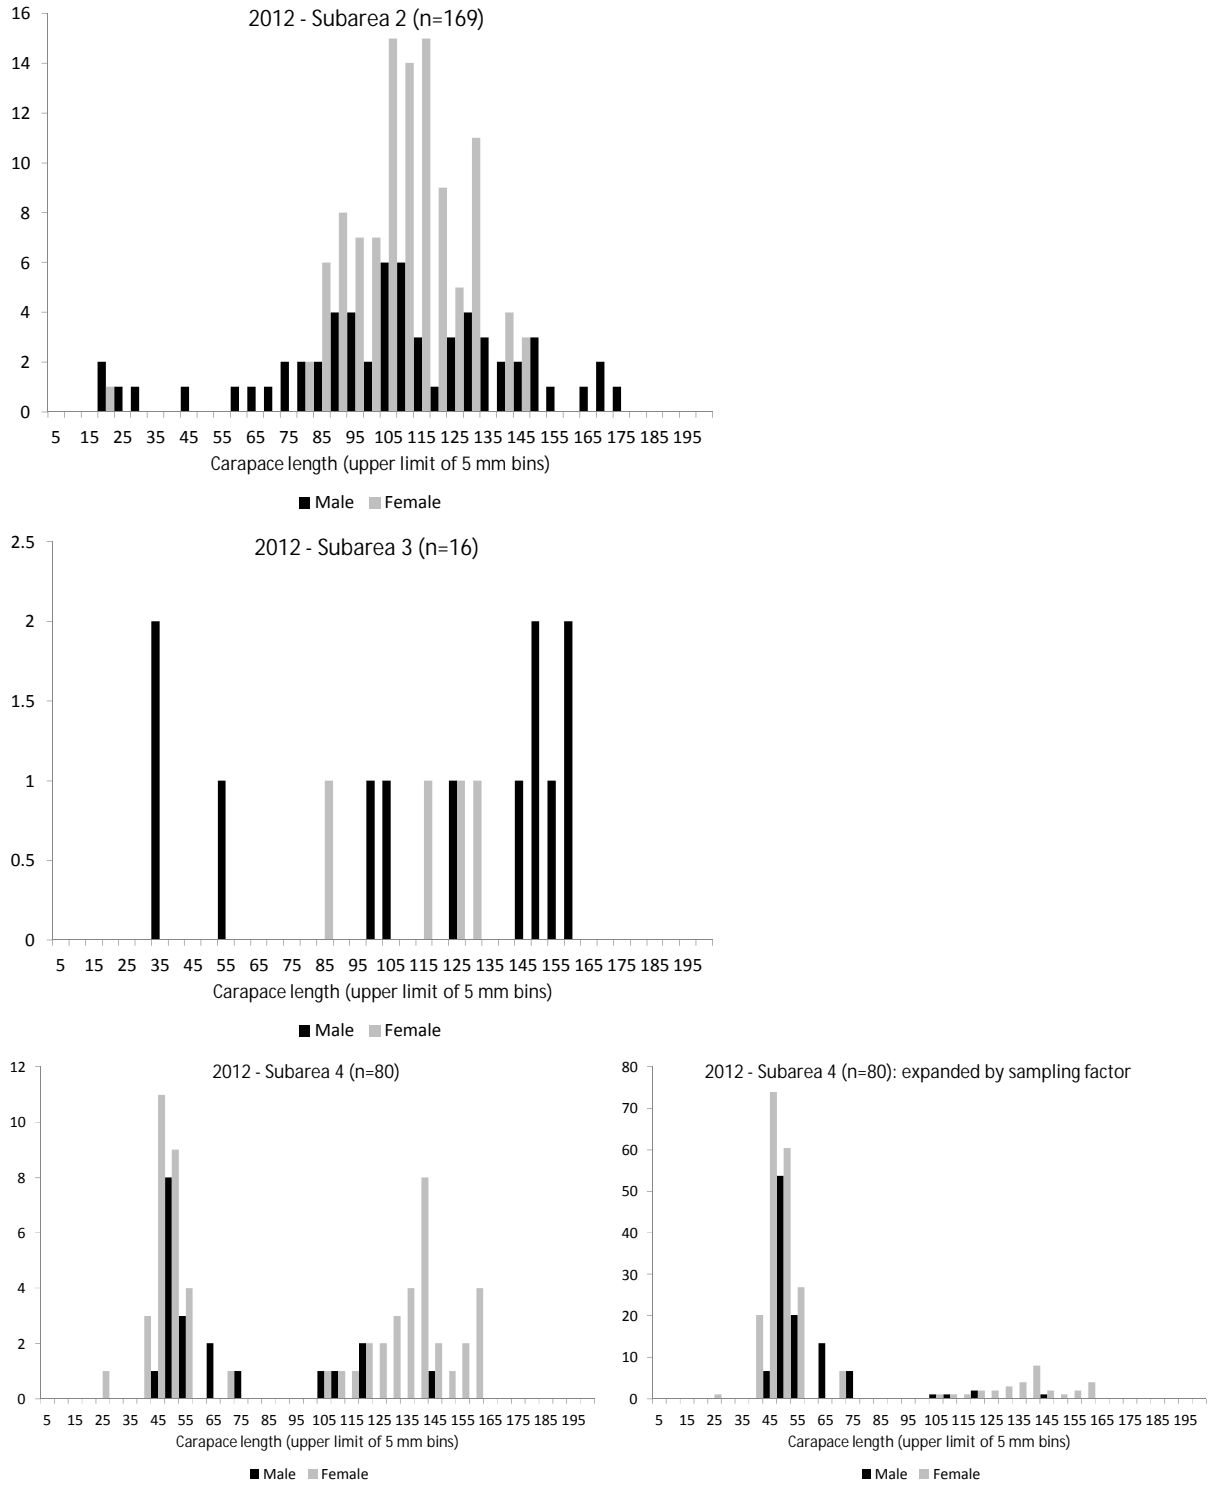 2012 - Subarea 2 (n=169)
16
14
12
10
8
6
4
2
0
5 15 25 35 45 55 65 75 85 95 105 115 125 135 145 155 165 175 185 195
Carapace length (upper limit of 5 mm bins)
Male Female
2012 - Subarea 3 (n=16)
2.5
2
1.5
1
0.5
0
5 15 25 35 45 55 65 75 85 95 105 115 125 135 145 155 165 175 185 195
Carapace length (upper limit of 5 mm bins)
Male Female
2012 - Subarea 4 (n=80)
12
10
8
6
4
2
0
5 15 25 35 45 55 65 75 85 95 105 115 125 135 145 155 165 175 185 195
Carapace length (upper limit of 5 mm bins)
Male Female
2012 - Subarea 4 (n=80): expanded by sampling factor
80
70
60
50
40
30
20
10
0
5 15 25 35 45 55 65 75 85 95 105 115 125 135 145 155 165 175 185 195
Carapace length (upper limit of 5 mm bins)
Male Female